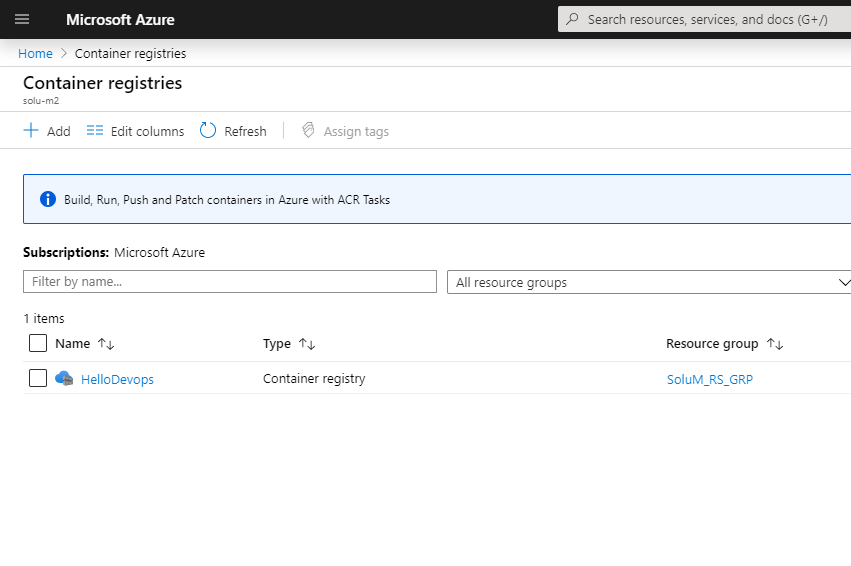 Microsoft Azure
Search resources, services, and docs (G+/)
Home > Container registries
Container registries
solu-m2
Add Edit columns Refresh Assign tags
Build, Run, Push and Patch containers in Azure with ACR Tasks
Subscriptions: Microsoft Azure
Filter by name... All resource groups
1 items
Name Type Resource group
HelloDevops Container registry SoluM_RS_GRP